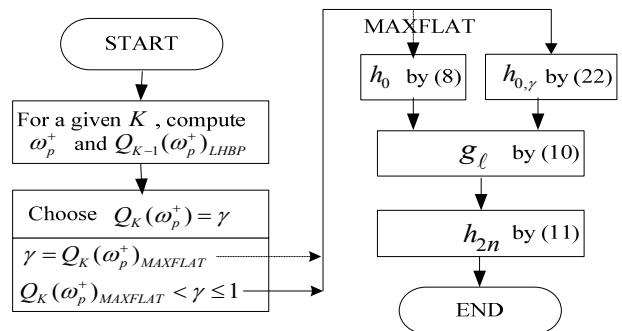 START
For a given K , compute
ω_p^+ and Q_{K-1}(ω_p^+)_{LHBP}
Choose Q_K(ω_p^+) = γ
γ = Q_K(ω_p^+)_{MAXFLAT}
Q_K(ω_p^+)_{MAXFLAT} < γ ≤ 1
MAXFLAT
h_0 by (8)
h_{0,γ} by (22)
g_ℓ by (10)
h_{2n} by (11)
END